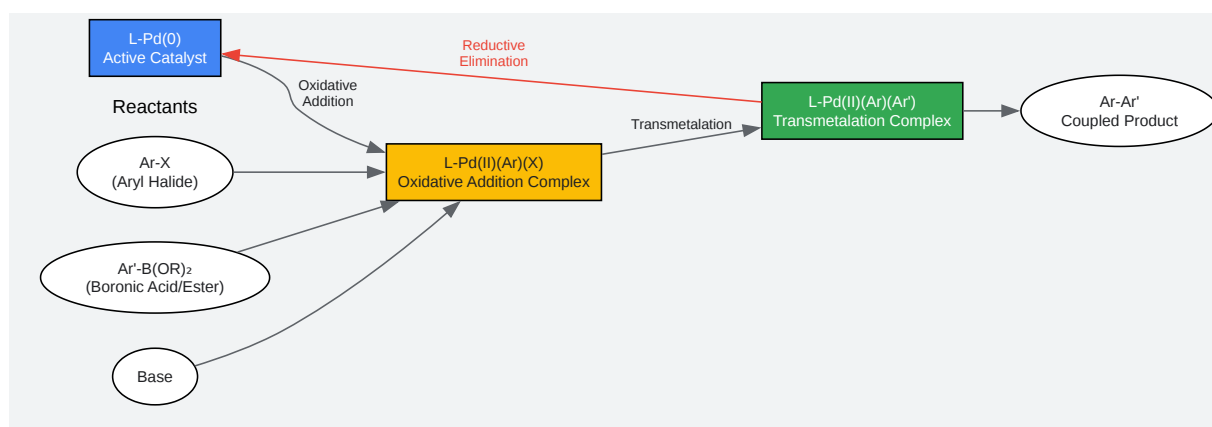 L-Pd(0)
Active Catalyst
Reductive
Elimination
Oxidative
Addition
Reactants
L-Pd(II)(Ar)(Ar')
Transmetalation Complex
Ar-Ar'
Coupled Product
Transmetalation
Ar-X
(Aryl Halide)
L-Pd(II)(Ar)(X)
Oxidative Addition Complex
Ar'-B(OR)₂
(Boronic Acid/Ester)
Base